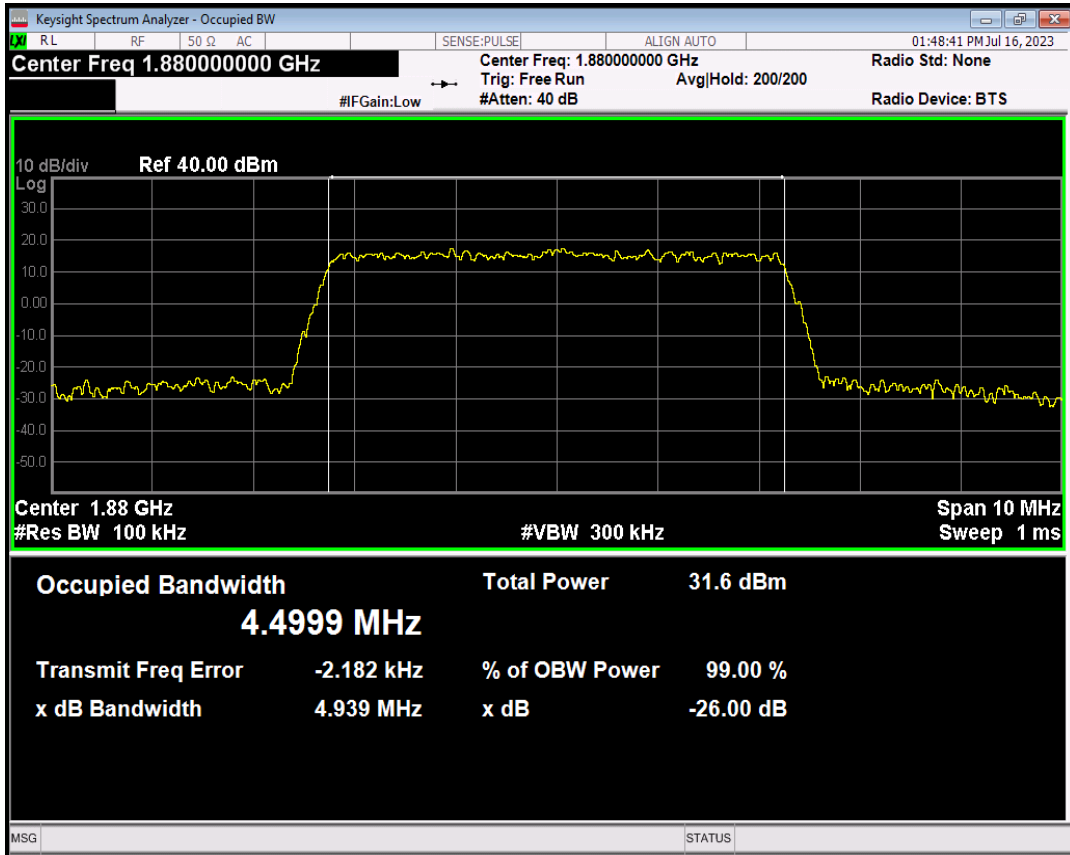 Keysight Spectrum Analyzer - Occupied BW
LXI RL RF 50 Ω AC SENSE:PULSE ALIGN AUTO 01:48:41 PM Jul 16, 2023
Center Freq 1.880000000 GHz Center Freq: 1.880000000 GHz Radio Std: None
Trig: Free Run Avg|Hold: 200/200
#IFGain:Low #Atten: 40 dB Radio Device: BTS
10 dB/div Ref 40.00 dBm
Log
30.0
20.0
10.0
0.00
-10.0
-20.0
-30.0
-40.0
-50.0
Center 1.88 GHz Span 10 MHz
#Res BW 100 kHz #VBW 300 kHz Sweep 1 ms
Occupied Bandwidth Total Power 31.6 dBm
4.4999 MHz
Transmit Freq Error -2.182 kHz % of OBW Power 99.00 %
x dB Bandwidth 4.939 MHz x dB -26.00 dB
MSG STATUS